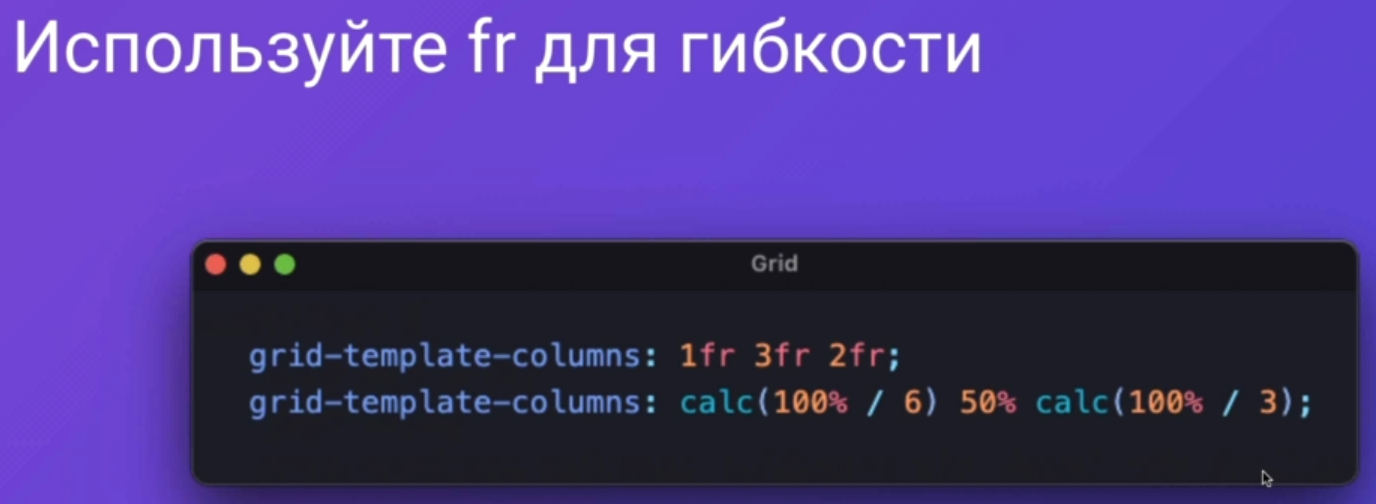 Используйте fr для гибкости
Grid
grid-template-columns: 1fr 3fr 2fr;
grid-template-columns: calc(100% / 6) 50% calc(100% / 3);